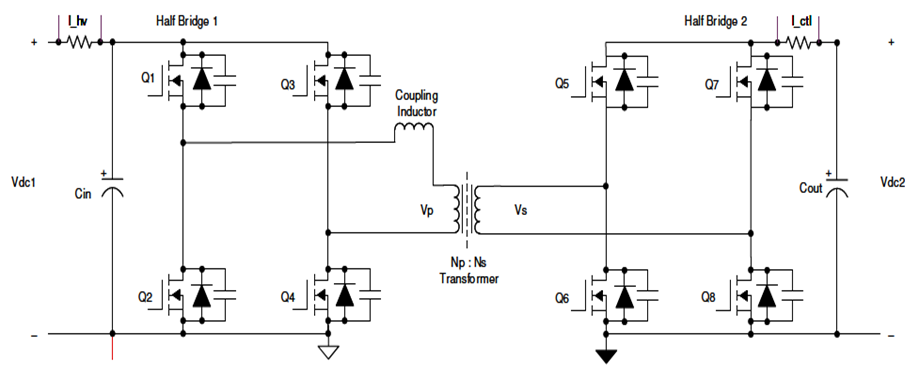 I_hv
Half Bridge 1
Half Bridge 2
I_ctl
+
+
Q1
Q3
Q5
Q7
Coupling
Inductor
Vdc1
+
Cin
Vp
Vs
+
Cout
Vdc2
Np : Ns
Transformer
Q2
Q4
Q6
Q8
–
–